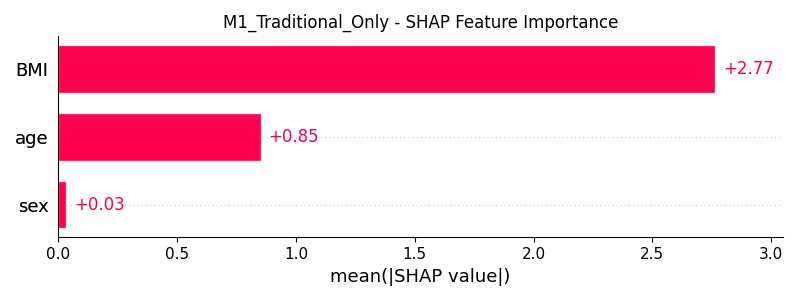 M1_Traditional_Only - SHAP Feature Importance
BMI
+2.77
age
+0.85
sex
+0.03
0.0 0.5 1.0 1.5 2.0 2.5 3.0
mean(|SHAP value|)